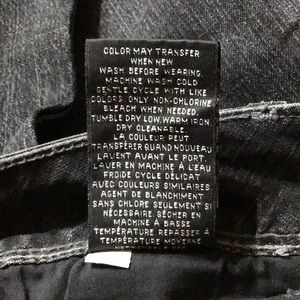 COLOR MAY TRANSFER
WHEN NEW
WASH BEFORE WEARING.
MACHINE WASH COLD
GENTLE CYCLE WITH LIKE
COLORS. ONLY NON-CHLORINE
BLEACH WHEN NEEDED.
TUMBLE DRY LOW. WARM IRON.
DRY CLEANABLE.
LA COULEUR PEUT
TRANSFÉRER QUAND NOUVEAU
LAVENT AVANT LE PORT.
LAVER EN MACHINE À L'EAU
FROIDE CYCLE DÉLICAT
AVEC COULEURS SIMILAIRES
AGENT DE BLANCHIMENT
SANS CHLORE SEULEMENT SI
NÉCESSAIRE. SÉCHER EN
MACHINE À BASSE
TEMPÉRATURE REPASSER À
TEMPÉRATURE MOYENNE